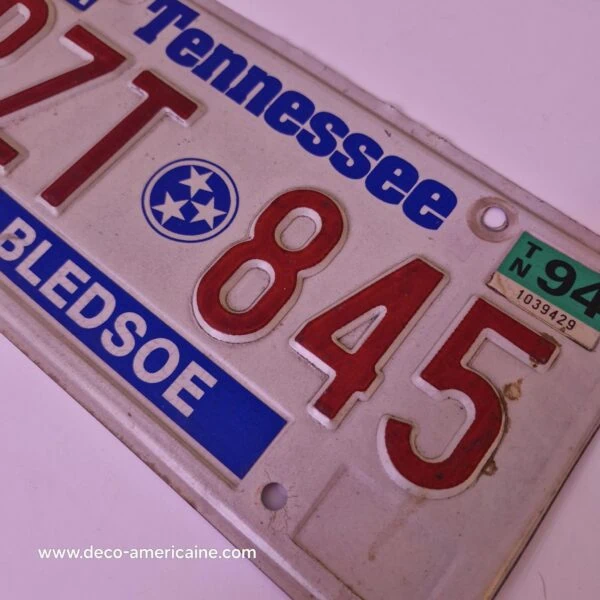 Tennessee
ZT 845
TN 94
1039429
BLEDSOE
www.deco-americaine.com